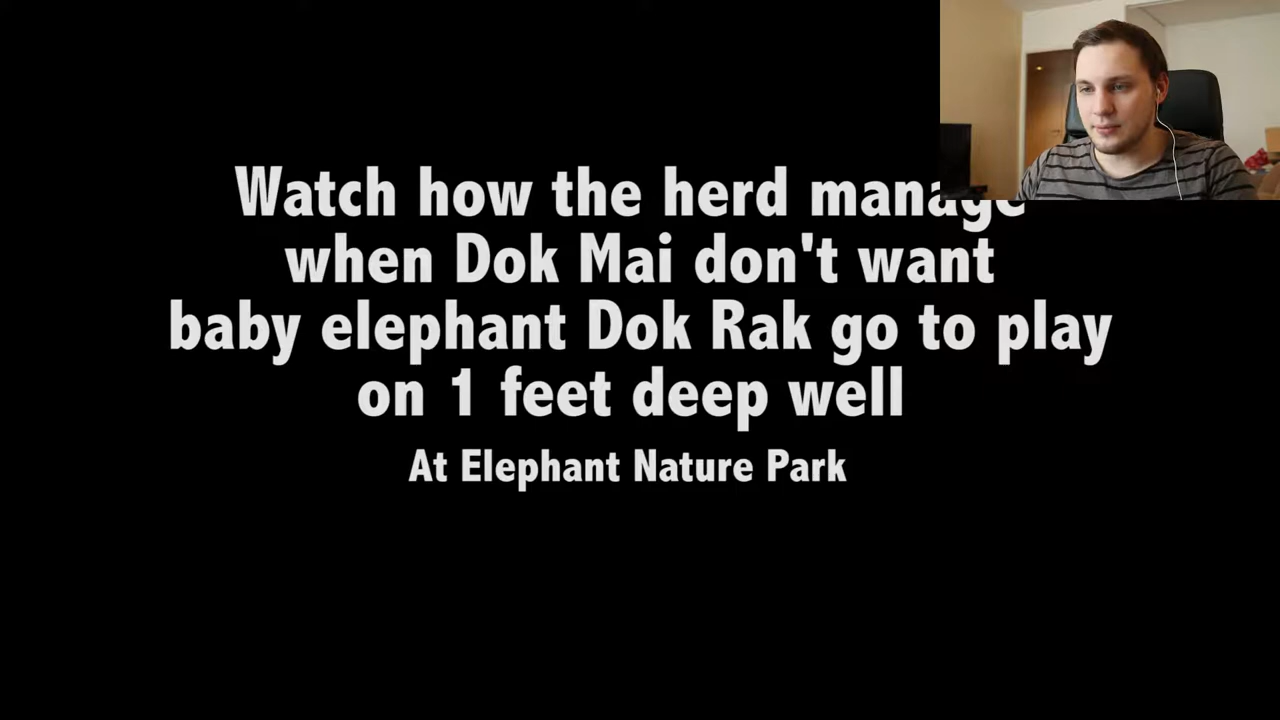 Watch how the herd manage
when Dok Mai don't want
baby elephant Dok Rak go to play
on 1 feet deep well
At Elephant Nature Park